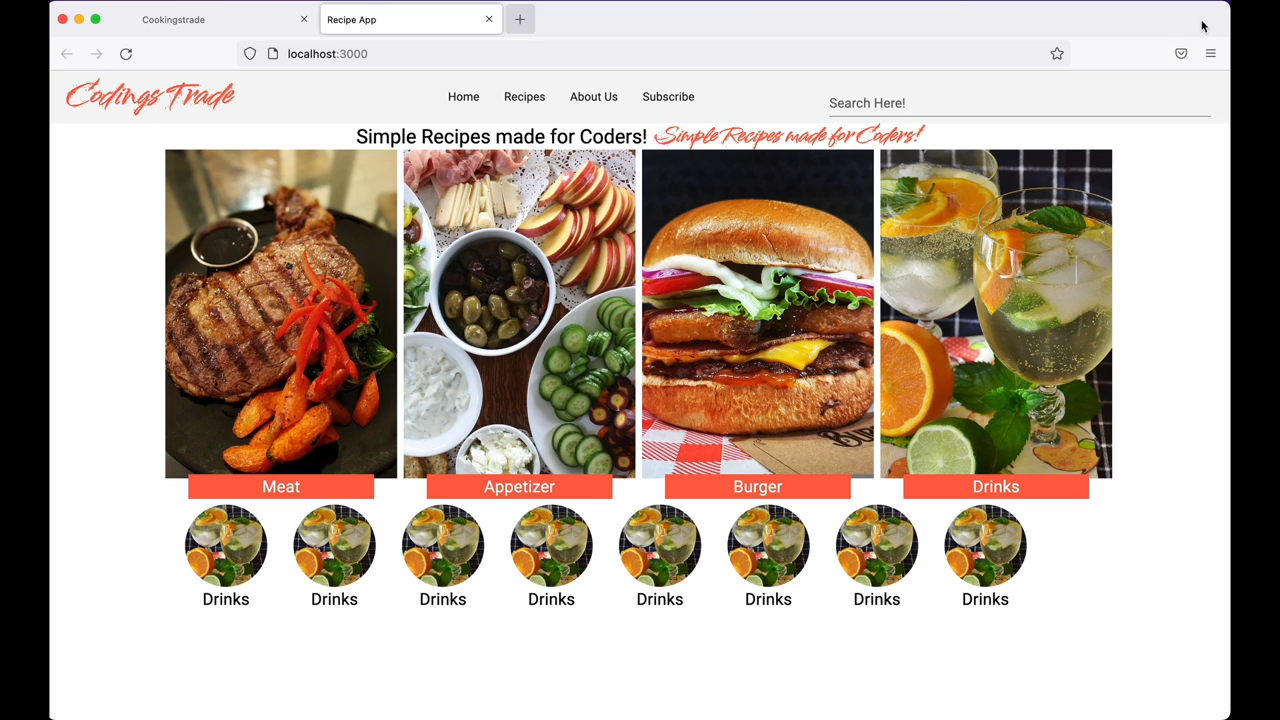 Cookingstrade
Recipe App
localhost:3000
Codings Trade
Home Recipes About Us Subscribe
Search Here!
Simple Recipes made for Coders! Simple Recipes made for Coders!
Meat Appetizer Burger Drinks
Drinks Drinks Drinks Drinks Drinks Drinks Drinks Drinks